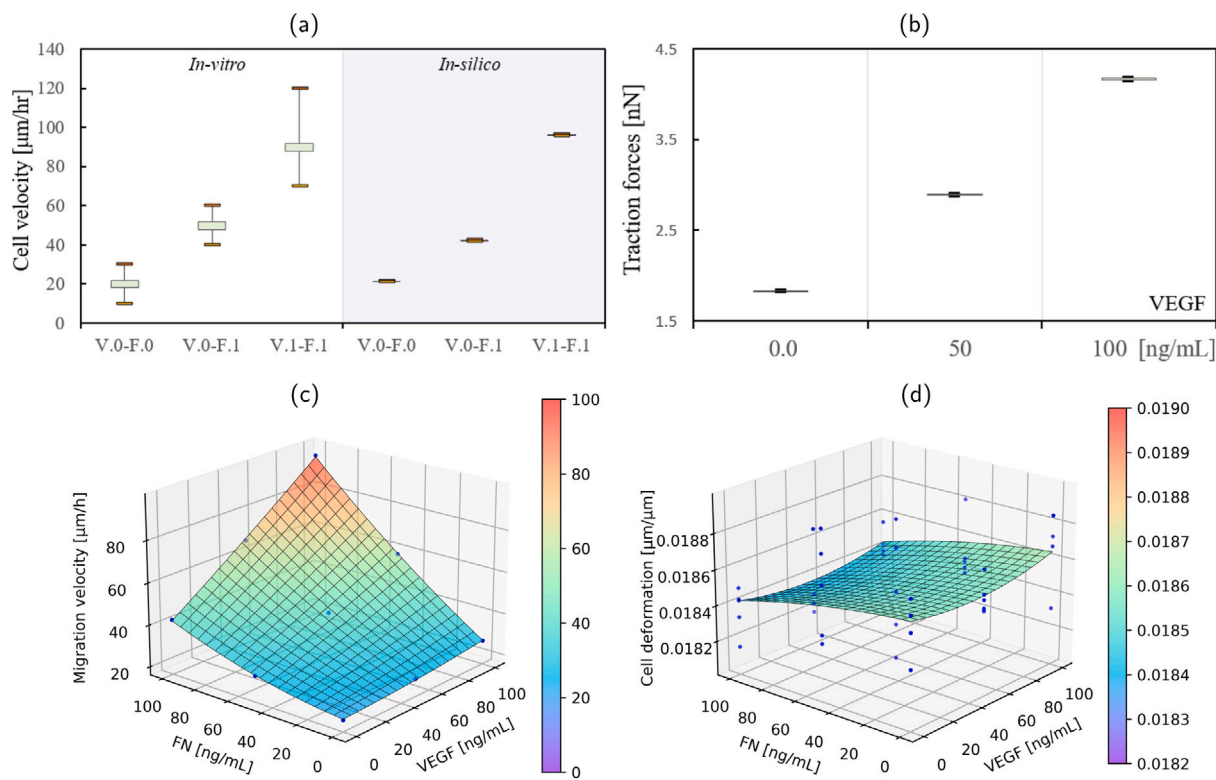 (a)
Cell velocity [μm/hr]
140
120
100
80
60
40
20
0
In-vitro
In-silico
V.0-F.0
V.0-F.1
V.1-F.1
V.0-F.0
V.0-F.1
V.1-F.1
(b)
Traction forces [nN]
4.5
3.5
2.5
1.5
VEGF
0.0
50
100 [ng/mL]
(c)
Migration velocity [μm/h]
80
60
40
20
100
80
60
40
20
0
FN [ng/mL]
0
20
40
60
80
100
VEGF [ng/mL]
100
80
60
40
20
0
(d)
Cell deformation [μm/μm]
0.0188
0.0186
0.0184
0.0182
100
80
60
40
20
0
FN [ng/mL]
0
20
40
60
80
100
VEGF [ng/mL]
0.0190
0.0189
0.0188
0.0187
0.0186
0.0185
0.0184
0.0183
0.0182